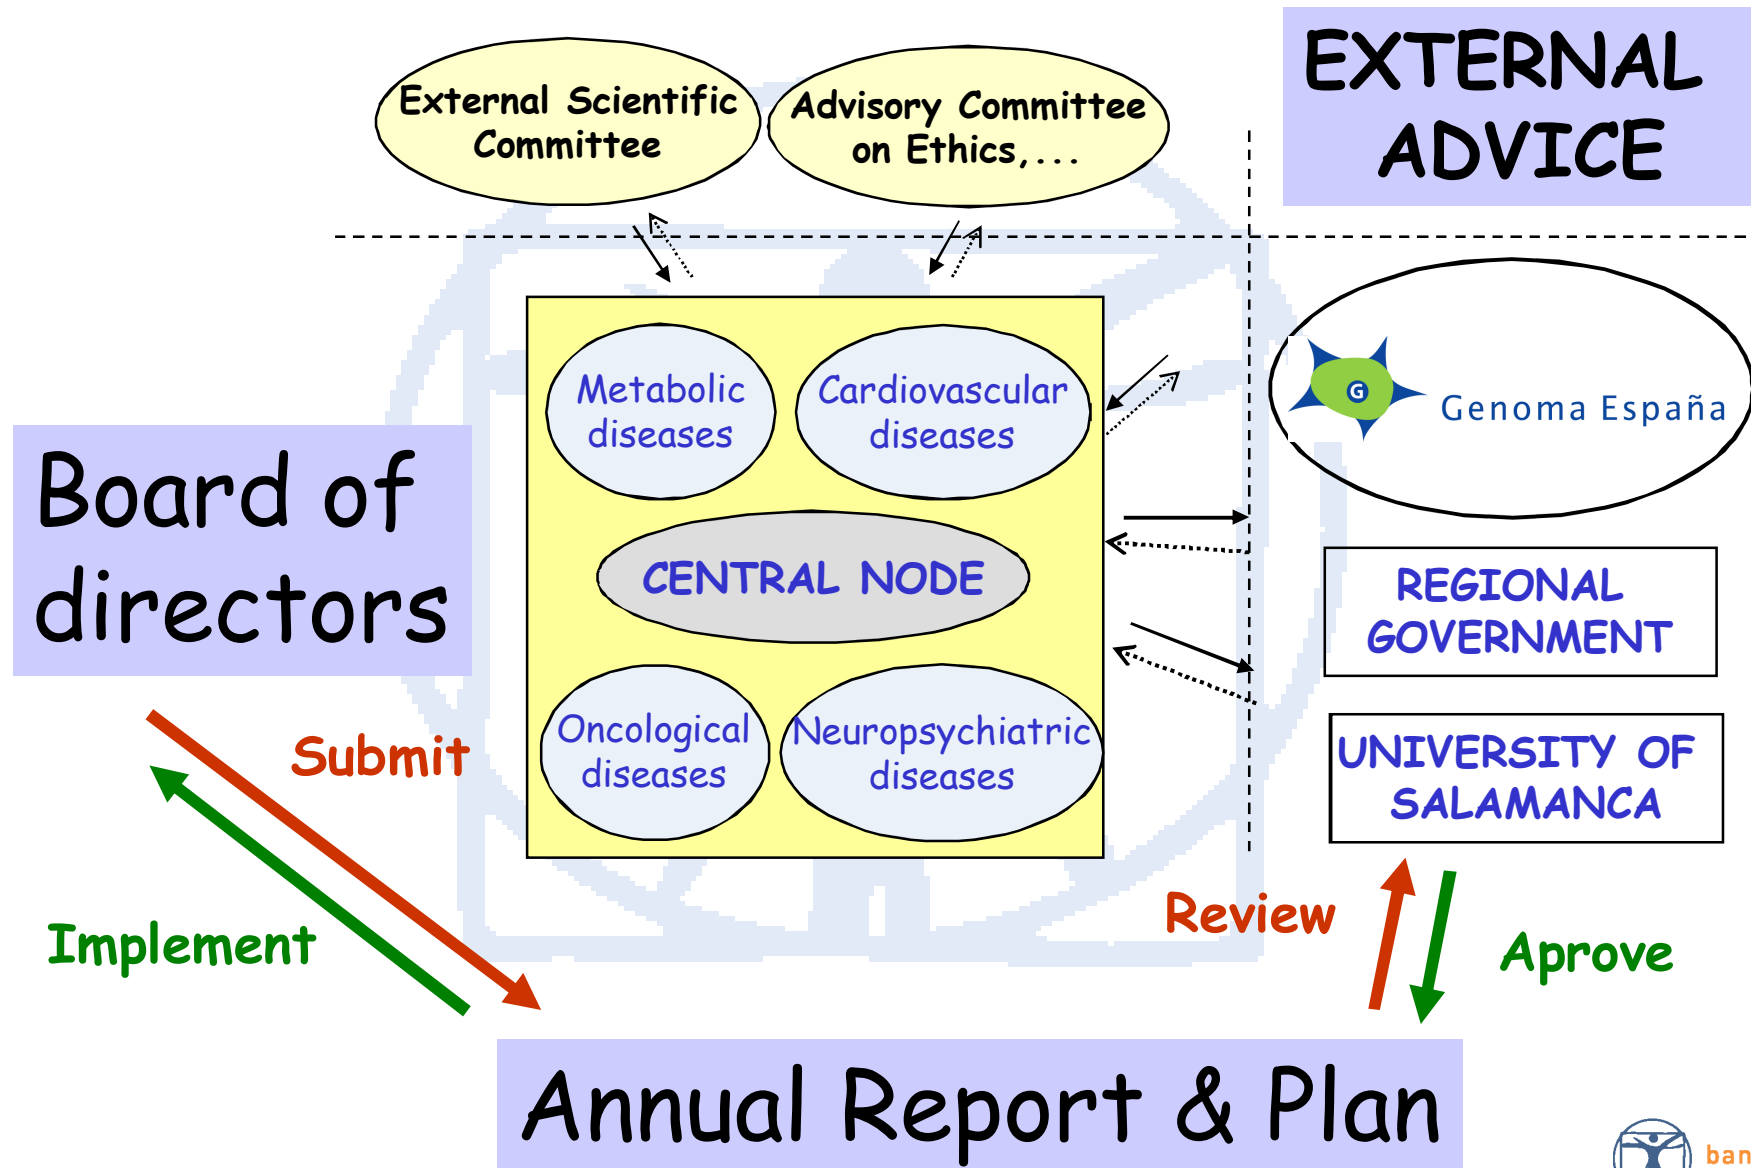 External Scientific
Committee
Advisory Committee
on Ethics,...
EXTERNAL
ADVICE
Metabolic
diseases
Cardiovascular
diseases
G
Genoma España
Board of
directors
CENTRAL NODE
REGIONAL
GOVERNMENT
Oncological
diseases
Neuropsychiatric
diseases
UNIVERSITY OF
SALAMANCA
Submit
Implement
Review
Aprove
Annual Report & Plan
ban